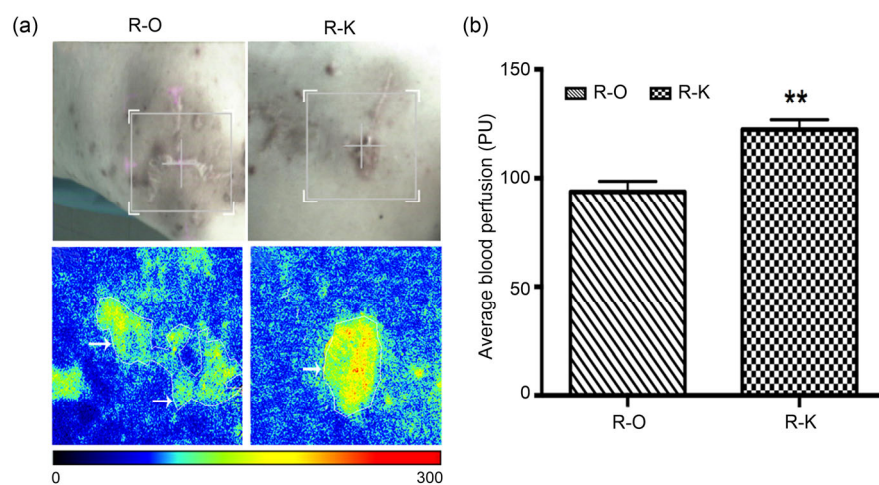 (a)
R-O
R-K
0
300
(b)
Average blood perfusion (PU)
150
100
50
0
R-O
R-K
**
R-O
R-K